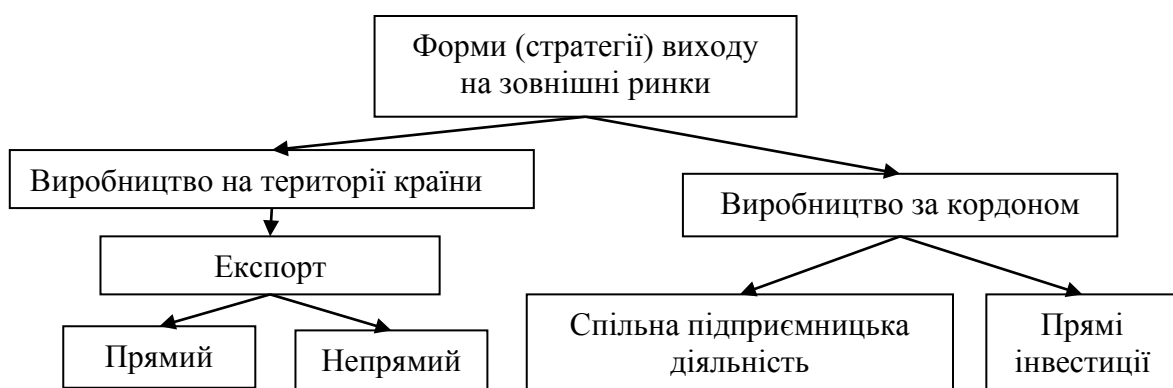 Форми (стратегії) виходу
на зовнішні ринки
Виробництво на території країни
Виробництво за кордоном
Експорт
Спільна підприємницька
діяльність
Прямі
інвестиції
Прямий
Непрямий